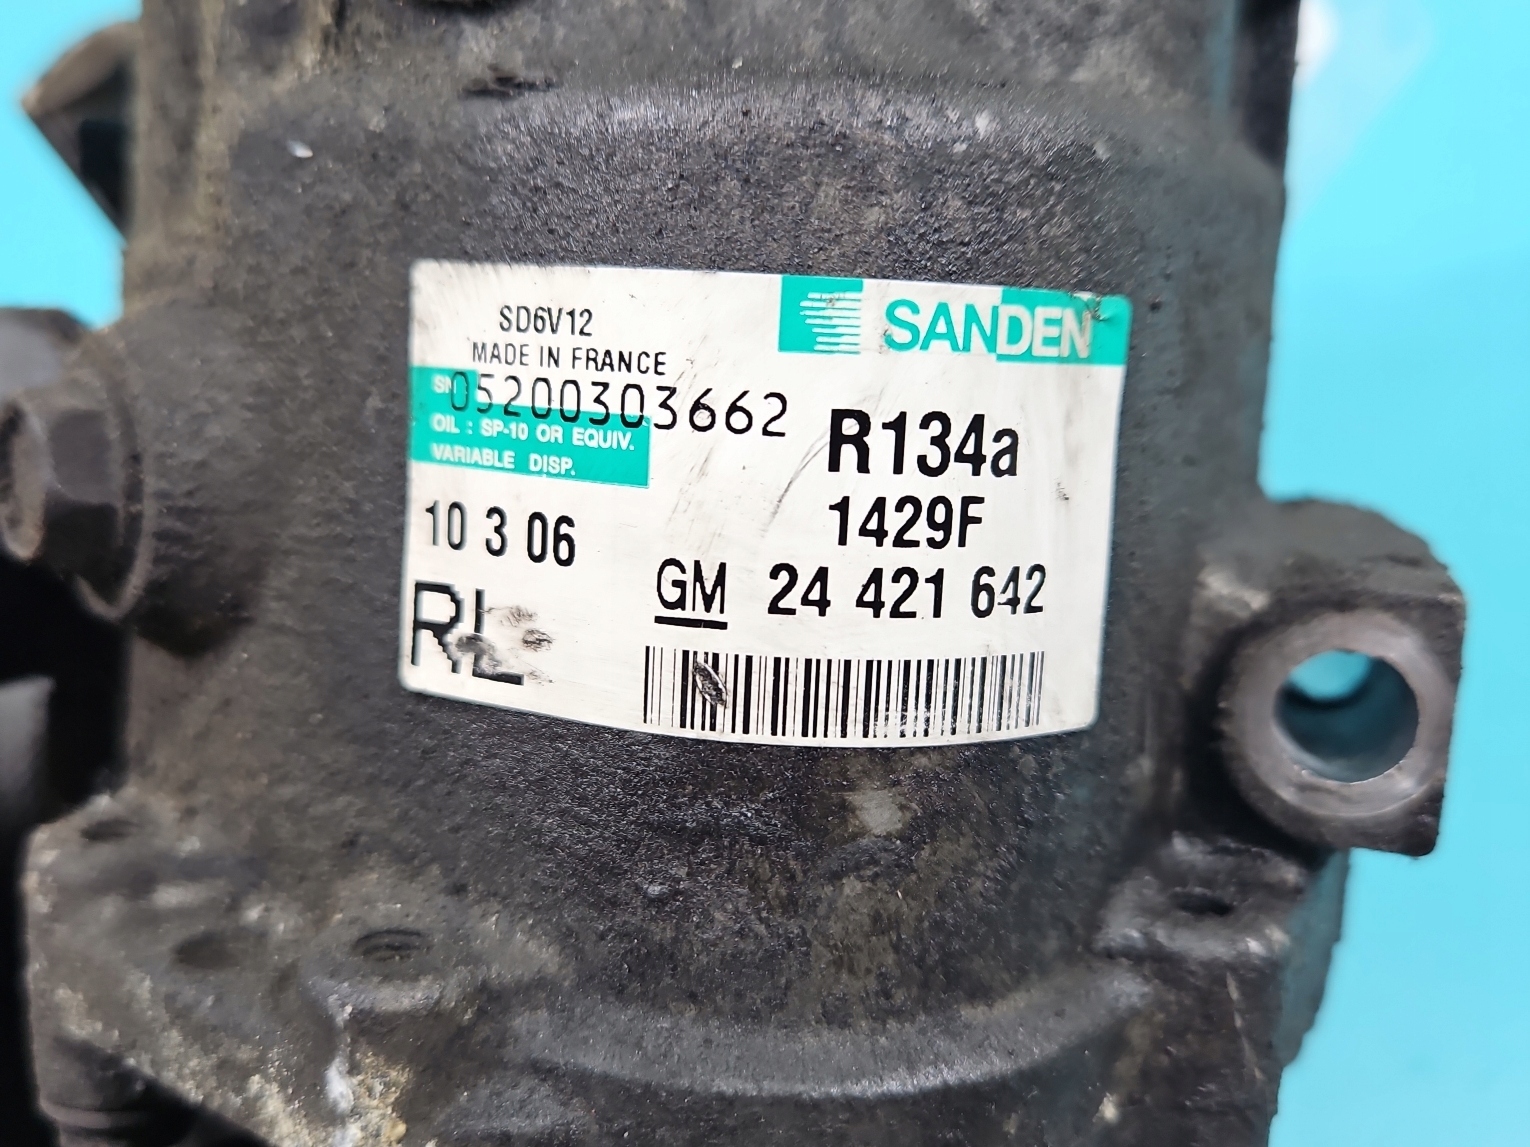 SD6V12
MADE IN FRANCE
SANDEN
SN 05200303662
OIL : SP-10 OR EQUIV.
VARIABLE DISP.
R134a
1429F
10 3 06
GM 24 421 642
RL